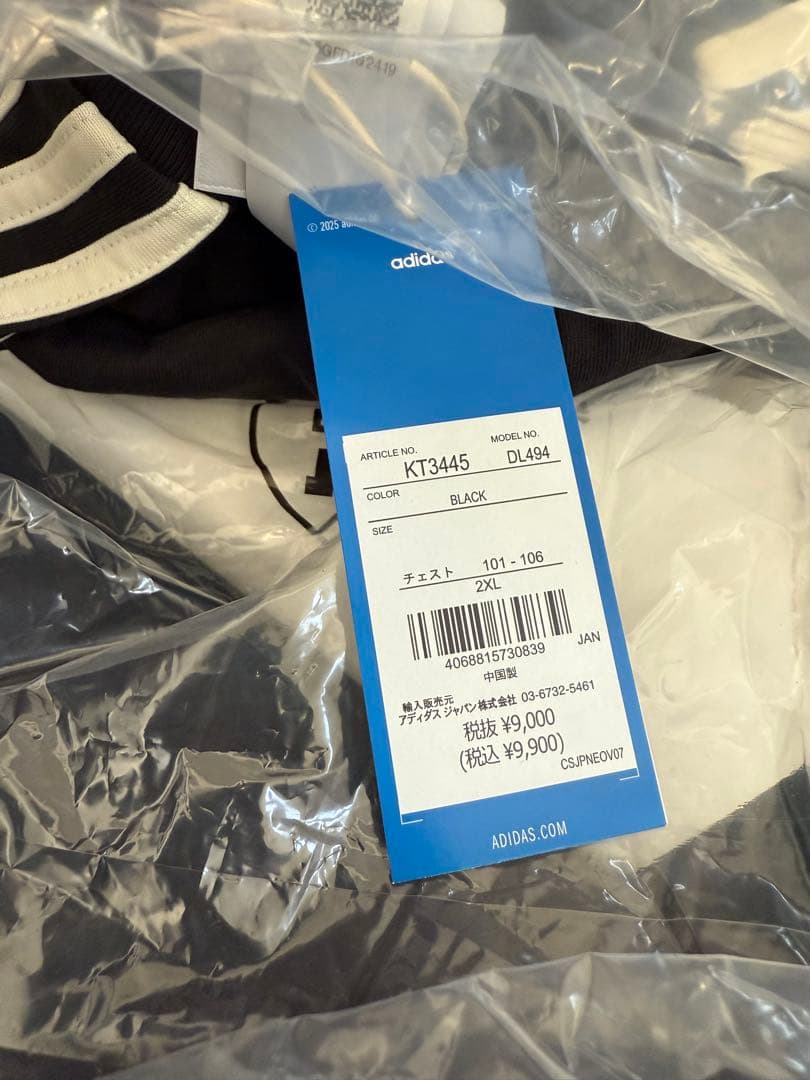 2419
© 2025 adidas
adidas
ARTICLE NO. MODEL NO.
KT3445 DL494
COLOR BLACK
SIZE
チェスト 101 - 106
2XL
4068815730839 JAN
中国製
輸入販売元
アディダス ジャパン株式会社 03-6732-5461
税抜 ¥9,000
(税込 ¥9,900)
CSJPNEOV07
ADIDAS.COM